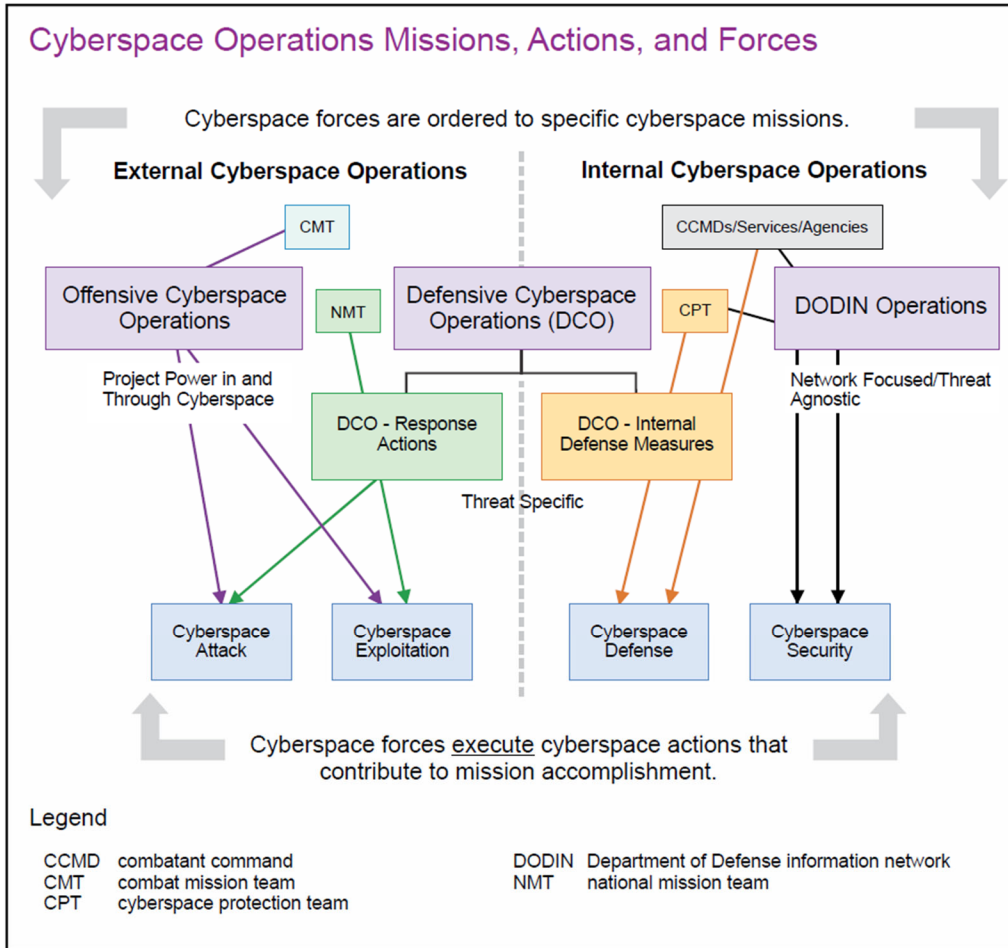 Cyberspace Operations Missions, Actions, and Forces
Cyberspace forces are ordered to specific cyberspace missions.
External Cyberspace Operations
Internal Cyberspace Operations
CMT
CCMDs/Services/Agencies
Offensive Cyberspace
Operations
NMT
Defensive Cyberspace
Operations (DCO)
CPT
DODIN Operations
Project Power in and
Through Cyberspace
Network Focused/Threat
Agnostic
DCO - Response
Actions
DCO - Internal
Defense Measures
Threat Specific
Cyberspace
Attack
Cyberspace
Exploitation
Cyberspace
Defense
Cyberspace
Security
Cyberspace forces execute cyberspace actions that
contribute to mission accomplishment.
Legend
CCMD combatant command
CMT combat mission team
CPT cyberspace protection team
DODIN Department of Defense information network
NMT national mission team